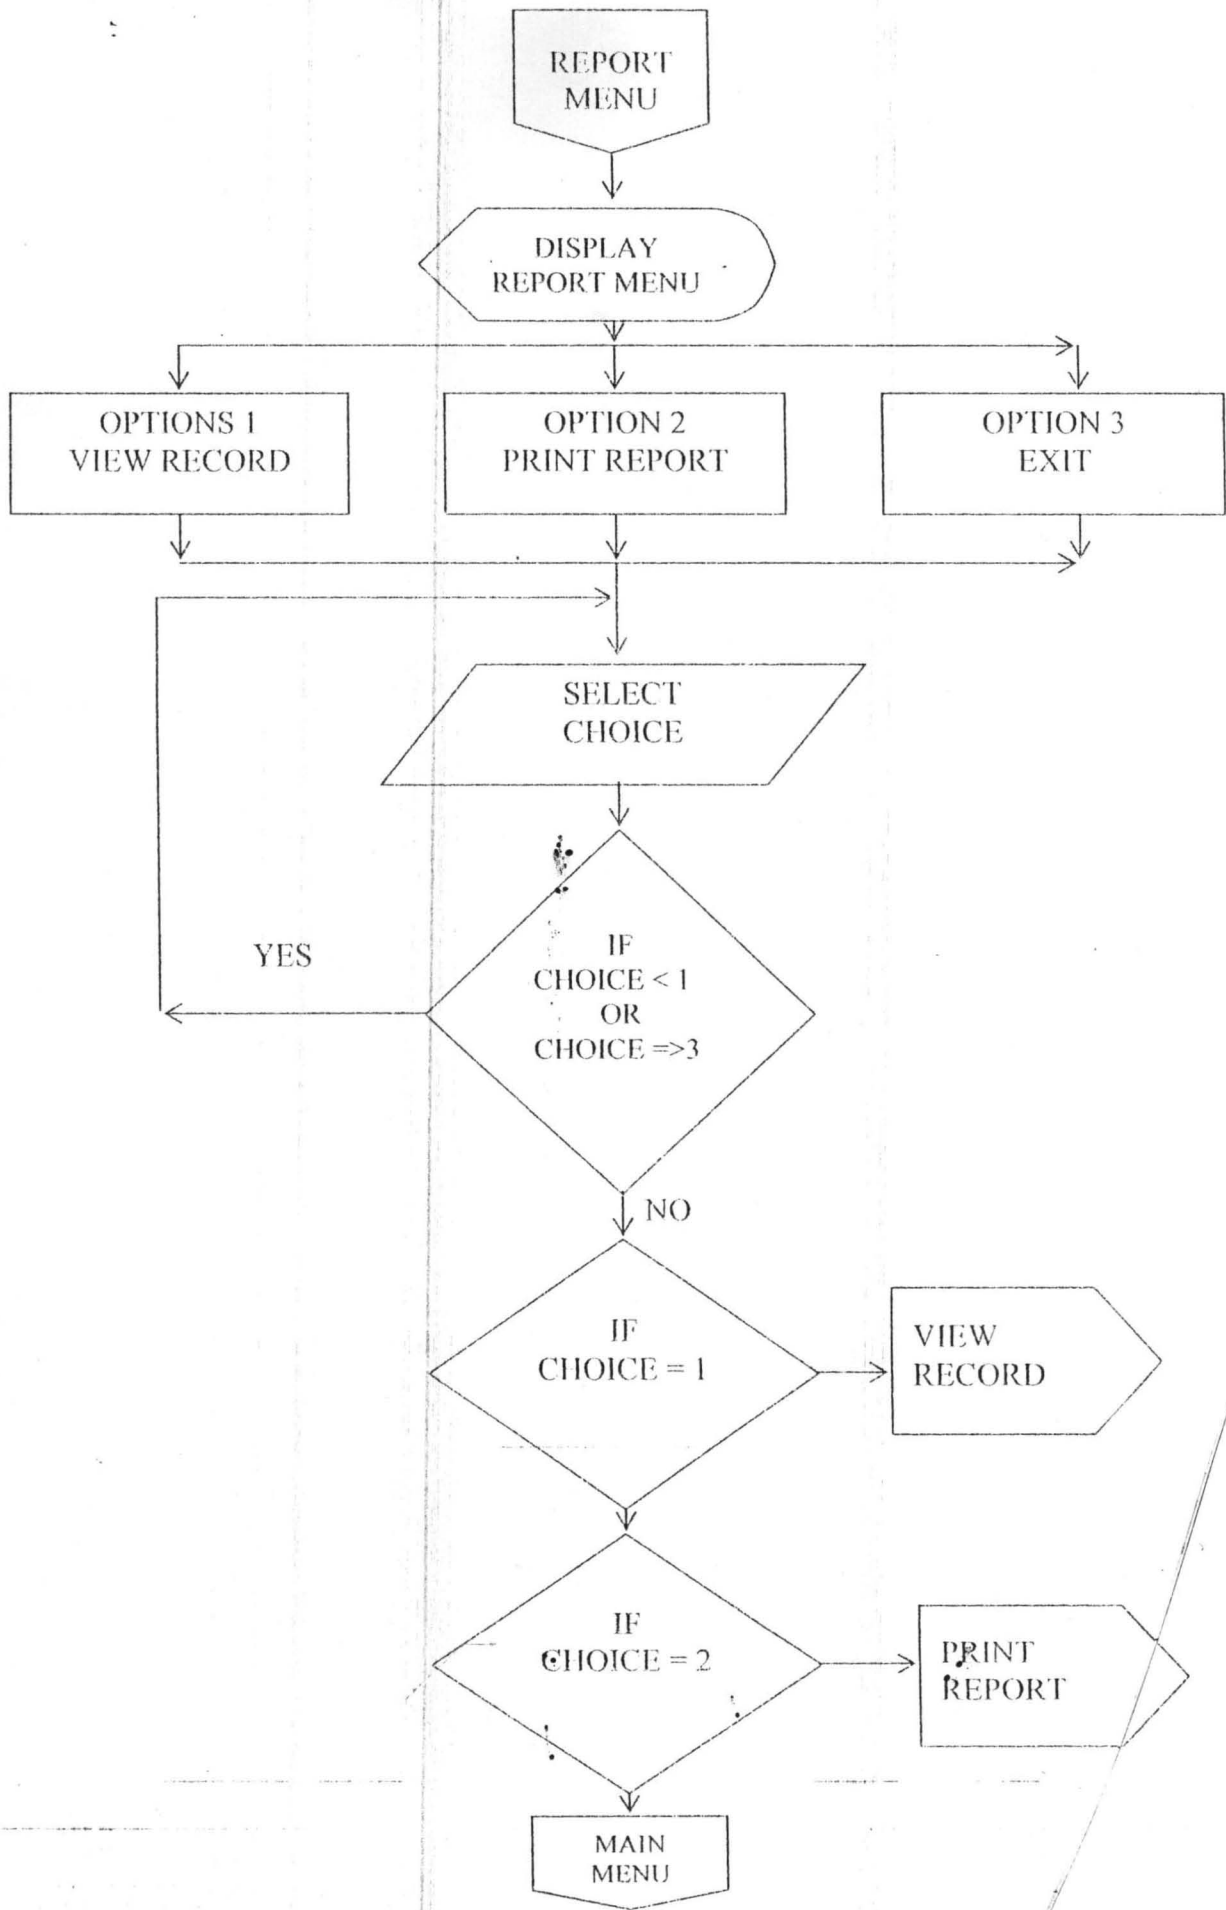 REPORT
MENU
DISPLAY
REPORT MENU
OPTIONS 1
VIEW RECORD
OPTION 2
PRINT REPORT
OPTION 3
EXIT
SELECT
CHOICE
YES
IF
CHOICE < 1
OR
CHOICE =>3
NO
IF
CHOICE = 1
VIEW
RECORD
IF
CHOICE = 2
PRINT
REPORT
MAIN
MENU